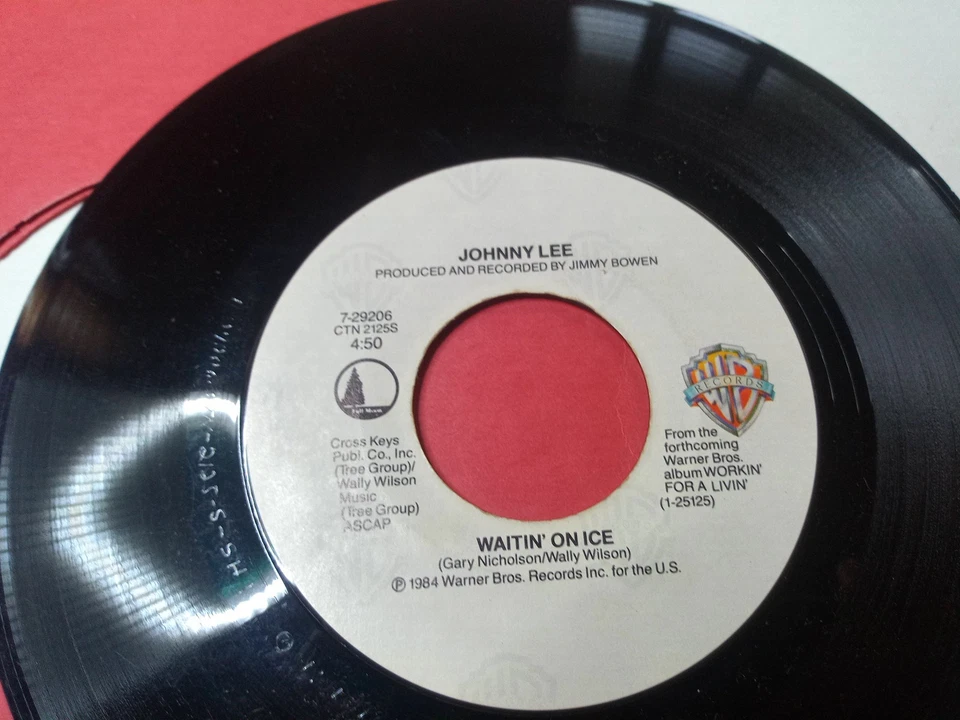 JOHNNY LEE
PRODUCED AND RECORDED BY JIMMY BOWEN
7-29206
CTN 2125S
4:50
Full Moon
Cross Keys
Publ. Co., Inc.
(Tree Group)/
Wally Wilson
Music
(Tree Group)
ASCAP
RECORDS
From the
forthcoming
Warner Bros.
album WORKIN'
FOR A LIVIN'
(1-25125)
WAITIN' ON ICE
(Gary Nicholson/Wally Wilson)
Ⓟ 1984 Warner Bros. Records Inc. for the U.S.